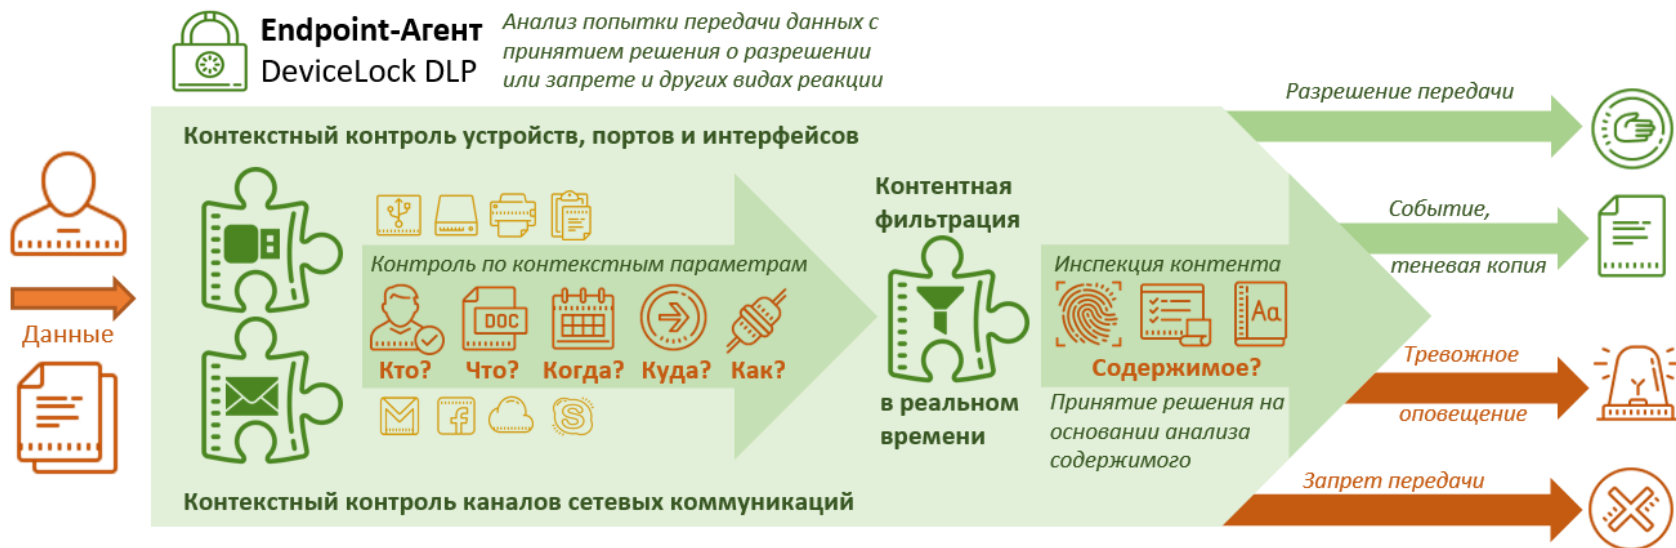 Endpoint-Агент
DeviceLock DLP
Анализ попытки передачи данных с
принятием решения о разрешении
или запрете и других видах реакции
Данные
Контекстный контроль устройств, портов и интерфейсов
Контроль по контекстным параметрам
DOC
Кто?
Что?
Когда?
Куда?
Как?
Контекстный контроль каналов сетевых коммуникаций
Контентная
фильтрация
в реальном
времени
Инспекция контента
Aa
Содержимое?
Принятие решения на
основании анализа
содержимого
Разрешение передачи
Событие,
теневая копия
Тревожное
оповещение
Запрет передачи